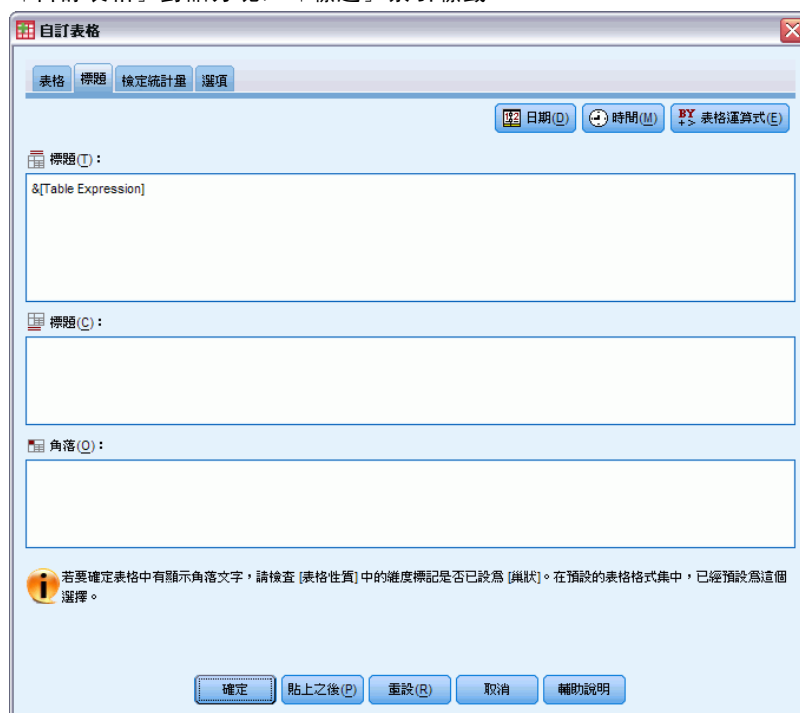 自訂表格
表格 標題 檢定統計量 選項
日期(D) 時間(M) 表格運算式(E)
標題(T):
&[Table Expression]
標題(C):
角落(O):
若要確定表格中有顯示角落文字,請檢查 [表格性質] 中的維度標記是否已設為 [巢狀]。在預設的表格格式集中,已經預設為這個
選擇。
確定 貼上之後(P) 重設(R) 取消 輔助說明